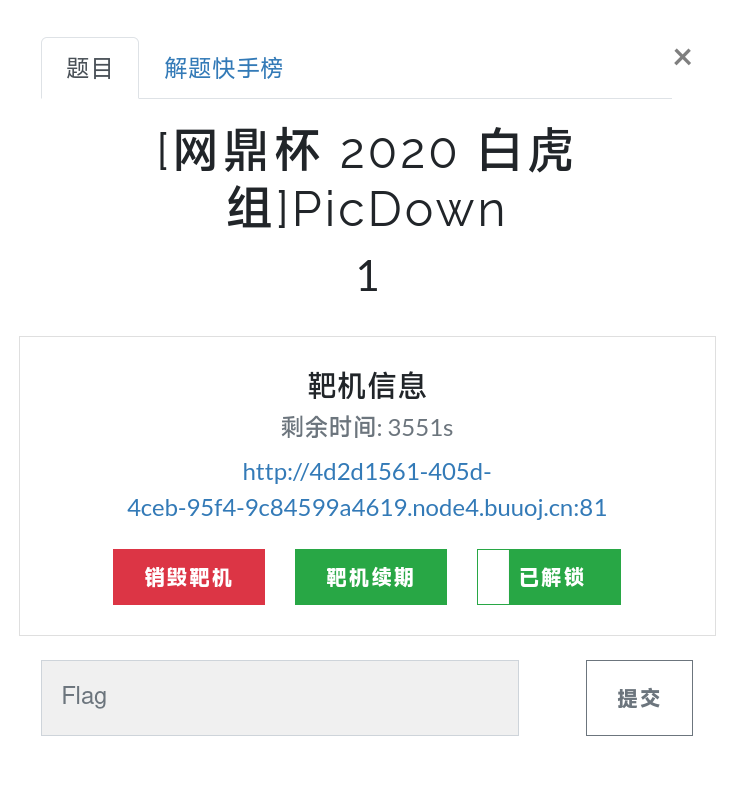 题目
解题快手榜
×
[网鼎杯 2020 白虎
组]PicDown
1
靶机信息
剩余时间: 3551s
http://4d2d1561-405d-
4ceb-95f4-9c84599a4619.node4.buuoj.cn:81
销毁靶机
靶机续期
已解锁
Flag
提交